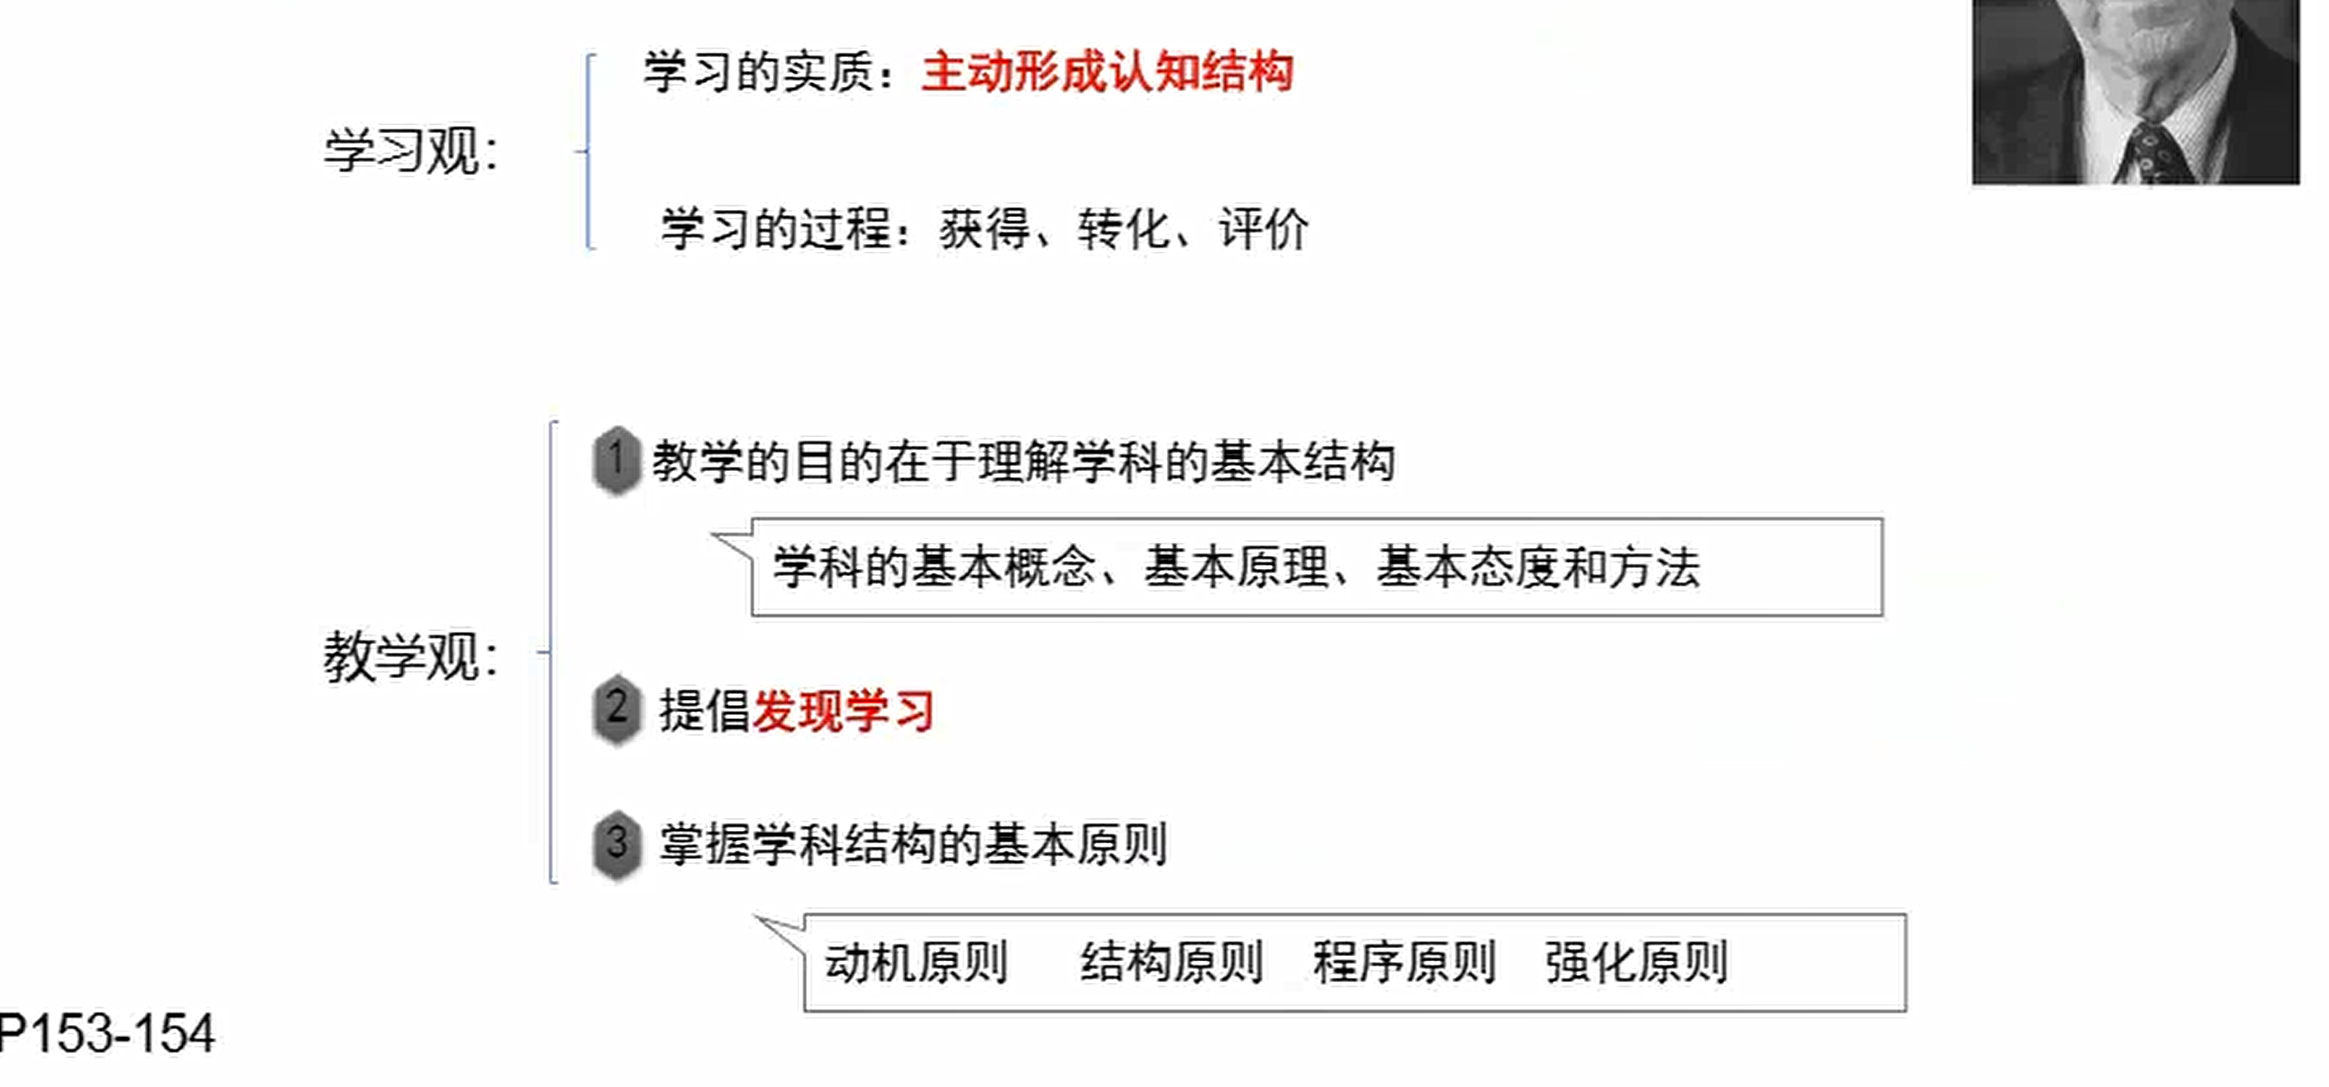 学习的实质：主动形成认知结构
学习观：
学习的过程：获得、转化、评价
1 教学的目的在于理解学科的基本结构
学科的基本概念、基本原理、基本态度和方法
教学观：
2 提倡发现学习
3 掌握学科结构的基本原则
动机原则 结构原则 程序原则 强化原则
P153-154